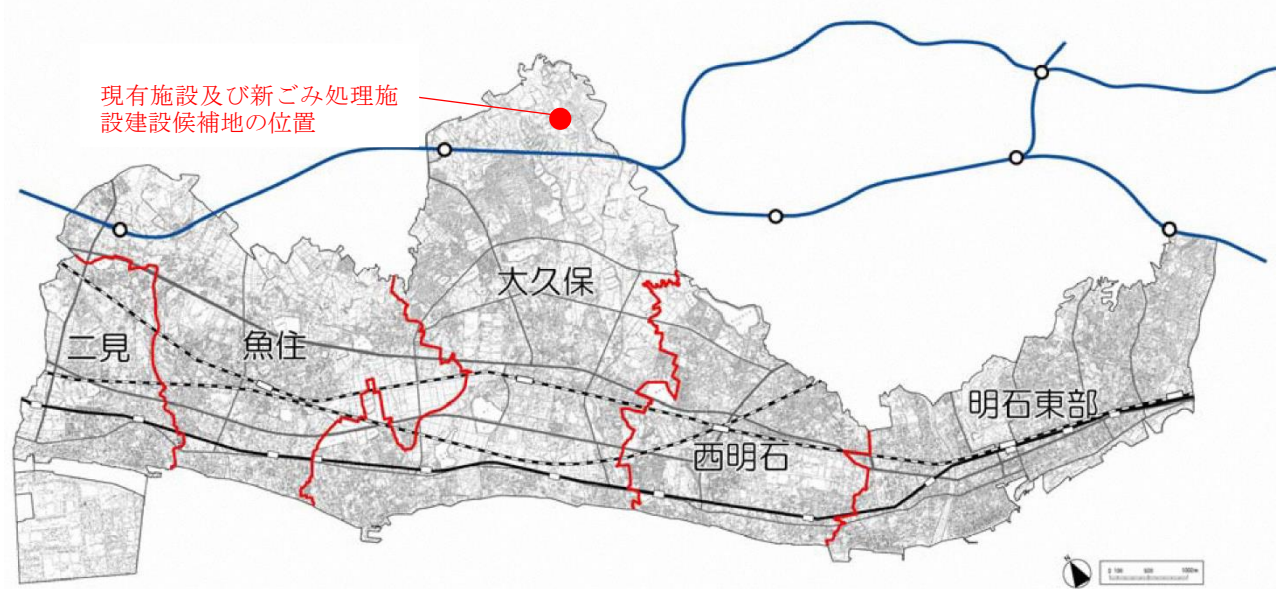 現有施設及び新ごみ処理施
設建設候補地の位置
大久保
二見
魚住
明石東部
西明石
N